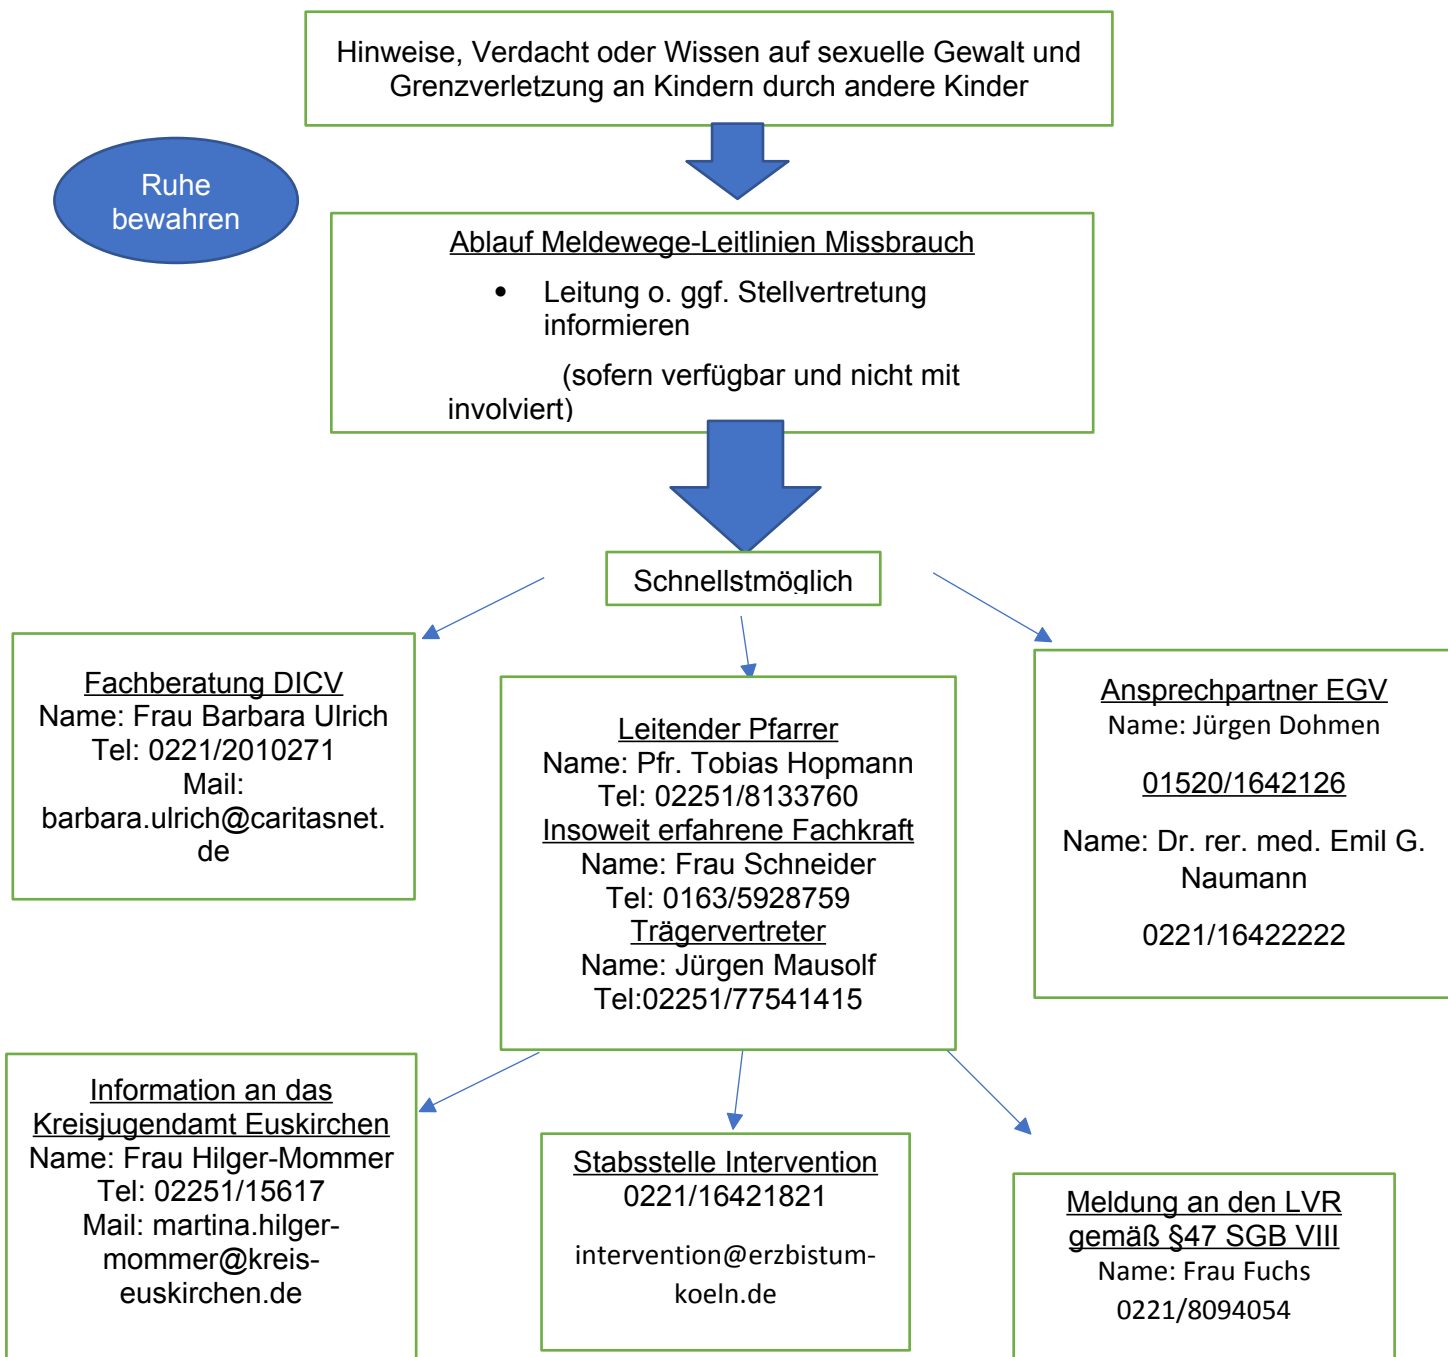 Hinweise, Verdacht oder Wissen auf sexuelle Gewalt und
Grenzverletzung an Kindern durch andere Kinder
Ruhe
bewahren
Ablauf Meldewege-Leitlinien Missbrauch
• Leitung o. ggf. Stellvertretung
informieren
(sofern verfügbar und nicht mit
involviert)
Schnellstmöglich
Fachberatung DICV
Name: Frau Barbara Ulrich
Tel: 0221/2010271
Mail:
barbara.ulrich@caritasnet.
de
Leitender Pfarrer
Name: Pfr. Tobias Hopmann
Tel: 02251/8133760
Insoweit erfahrene Fachkraft
Name: Frau Schneider
Tel: 0163/5928759
Trägervertreter
Name: Jürgen Mausolf
Tel:02251/77541415
Ansprechpartner EGV
Name: Jürgen Dohmen
01520/1642126
Name: Dr. rer. med. Emil G.
Naumann
0221/16422222
Information an das
Kreisjugendamt Euskirchen
Name: Frau Hilger-Mommer
Tel: 02251/15617
Mail: martina.hilger-
mommer@kreis-
euskirchen.de
Stabsstelle Intervention
0221/16421821
intervention@erzbistum-
koeln.de
Meldung an den LVR
gemäß §47 SGB VIII
Name: Frau Fuchs
0221/8094054